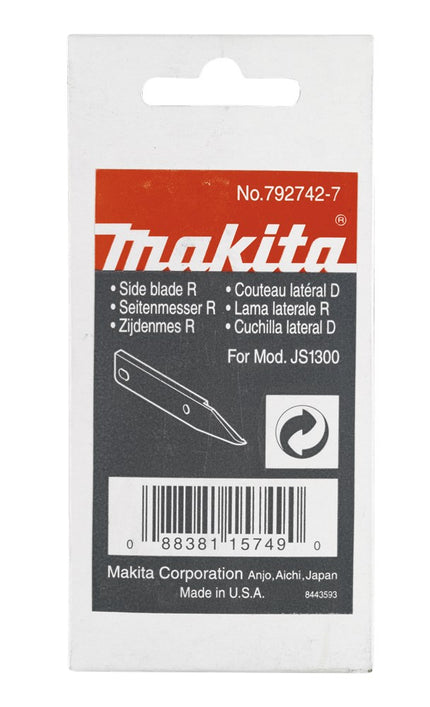 No.792742-7
makita®
• Side blade R • Couteau latéral D
• Seitenmesser R • Lama laterale R
• Zijdenmes R • Cuchilla lateral D
For Mod. JS1300
0 88381 15749 0
Makita Corporation Anjo,Aichi,Japan
Made in U.S.A. 8443593